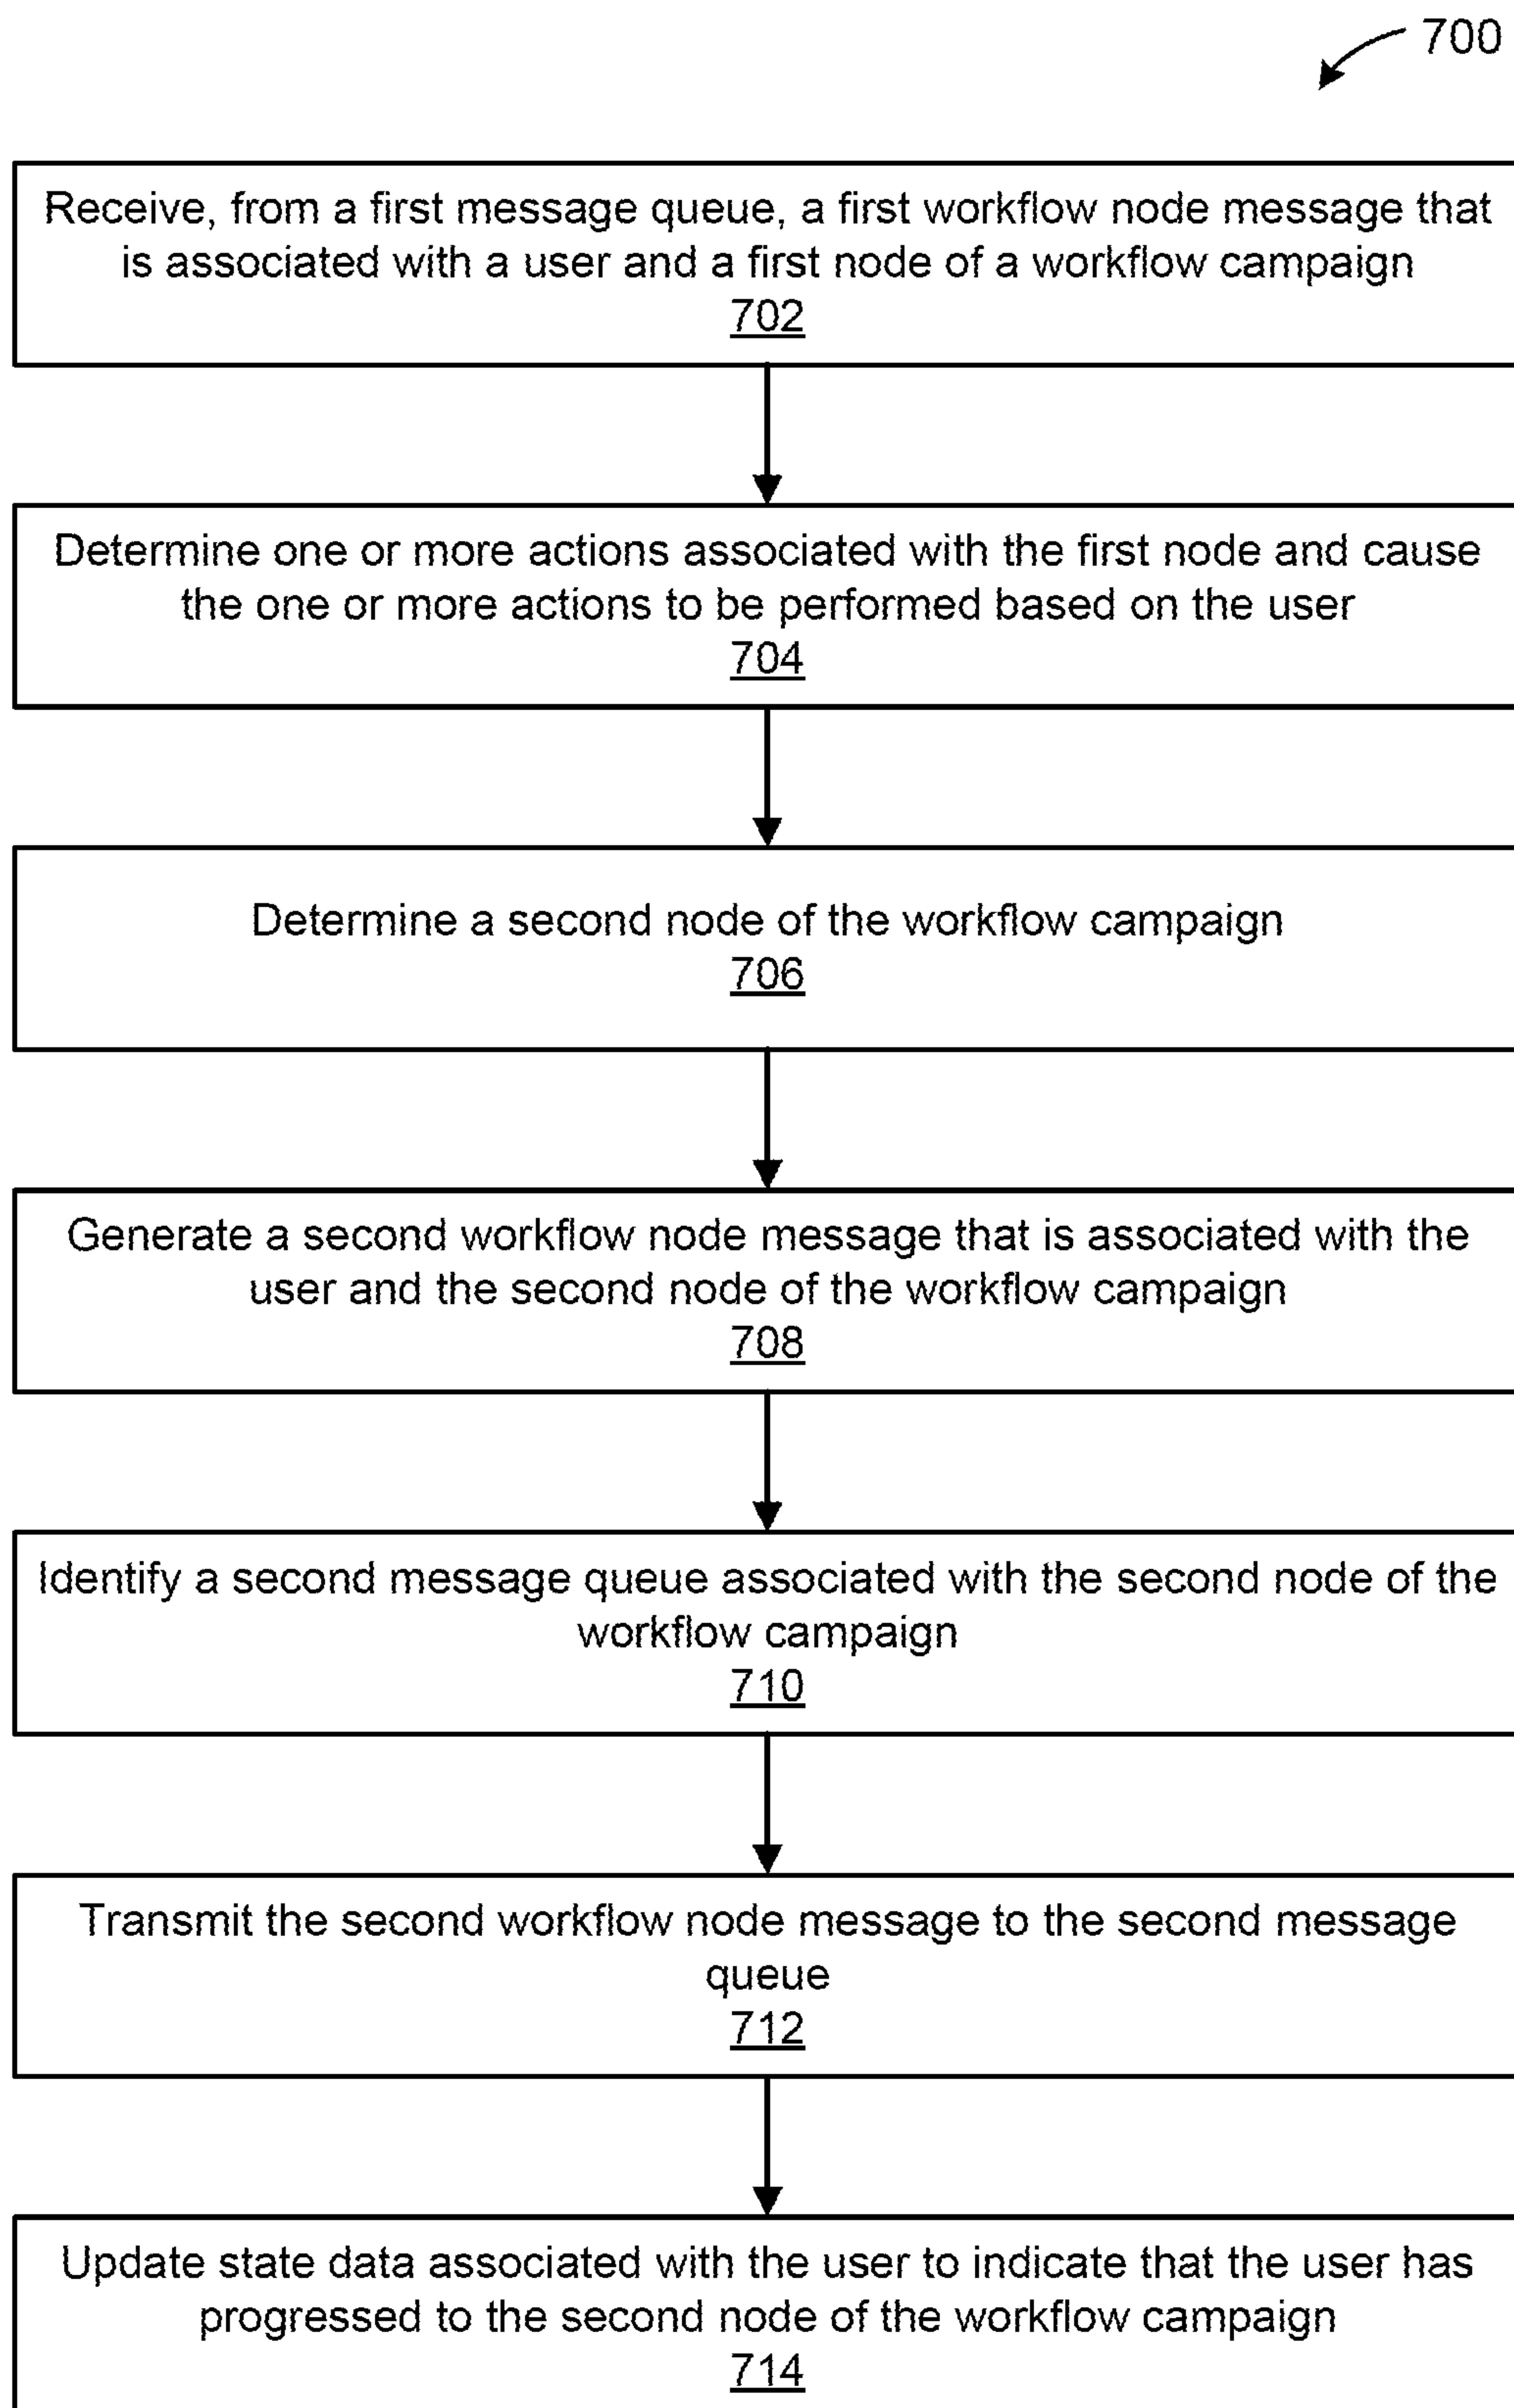 700
Receive, from a first message queue, a first workflow node message that
is associated with a user and a first node of a workflow campaign
702
Determine one or more actions associated with the first node and cause
the one or more actions to be performed based on the user
704
Determine a second node of the workflow campaign
706
Generate a second workflow node message that is associated with the
user and the second node of the workflow campaign
708
Identify a second message queue associated with the second node of the
workflow campaign
710
Transmit the second workflow node message to the second message
queue
712
Update state data associated with the user to indicate that the user has
progressed to the second node of the workflow campaign
714